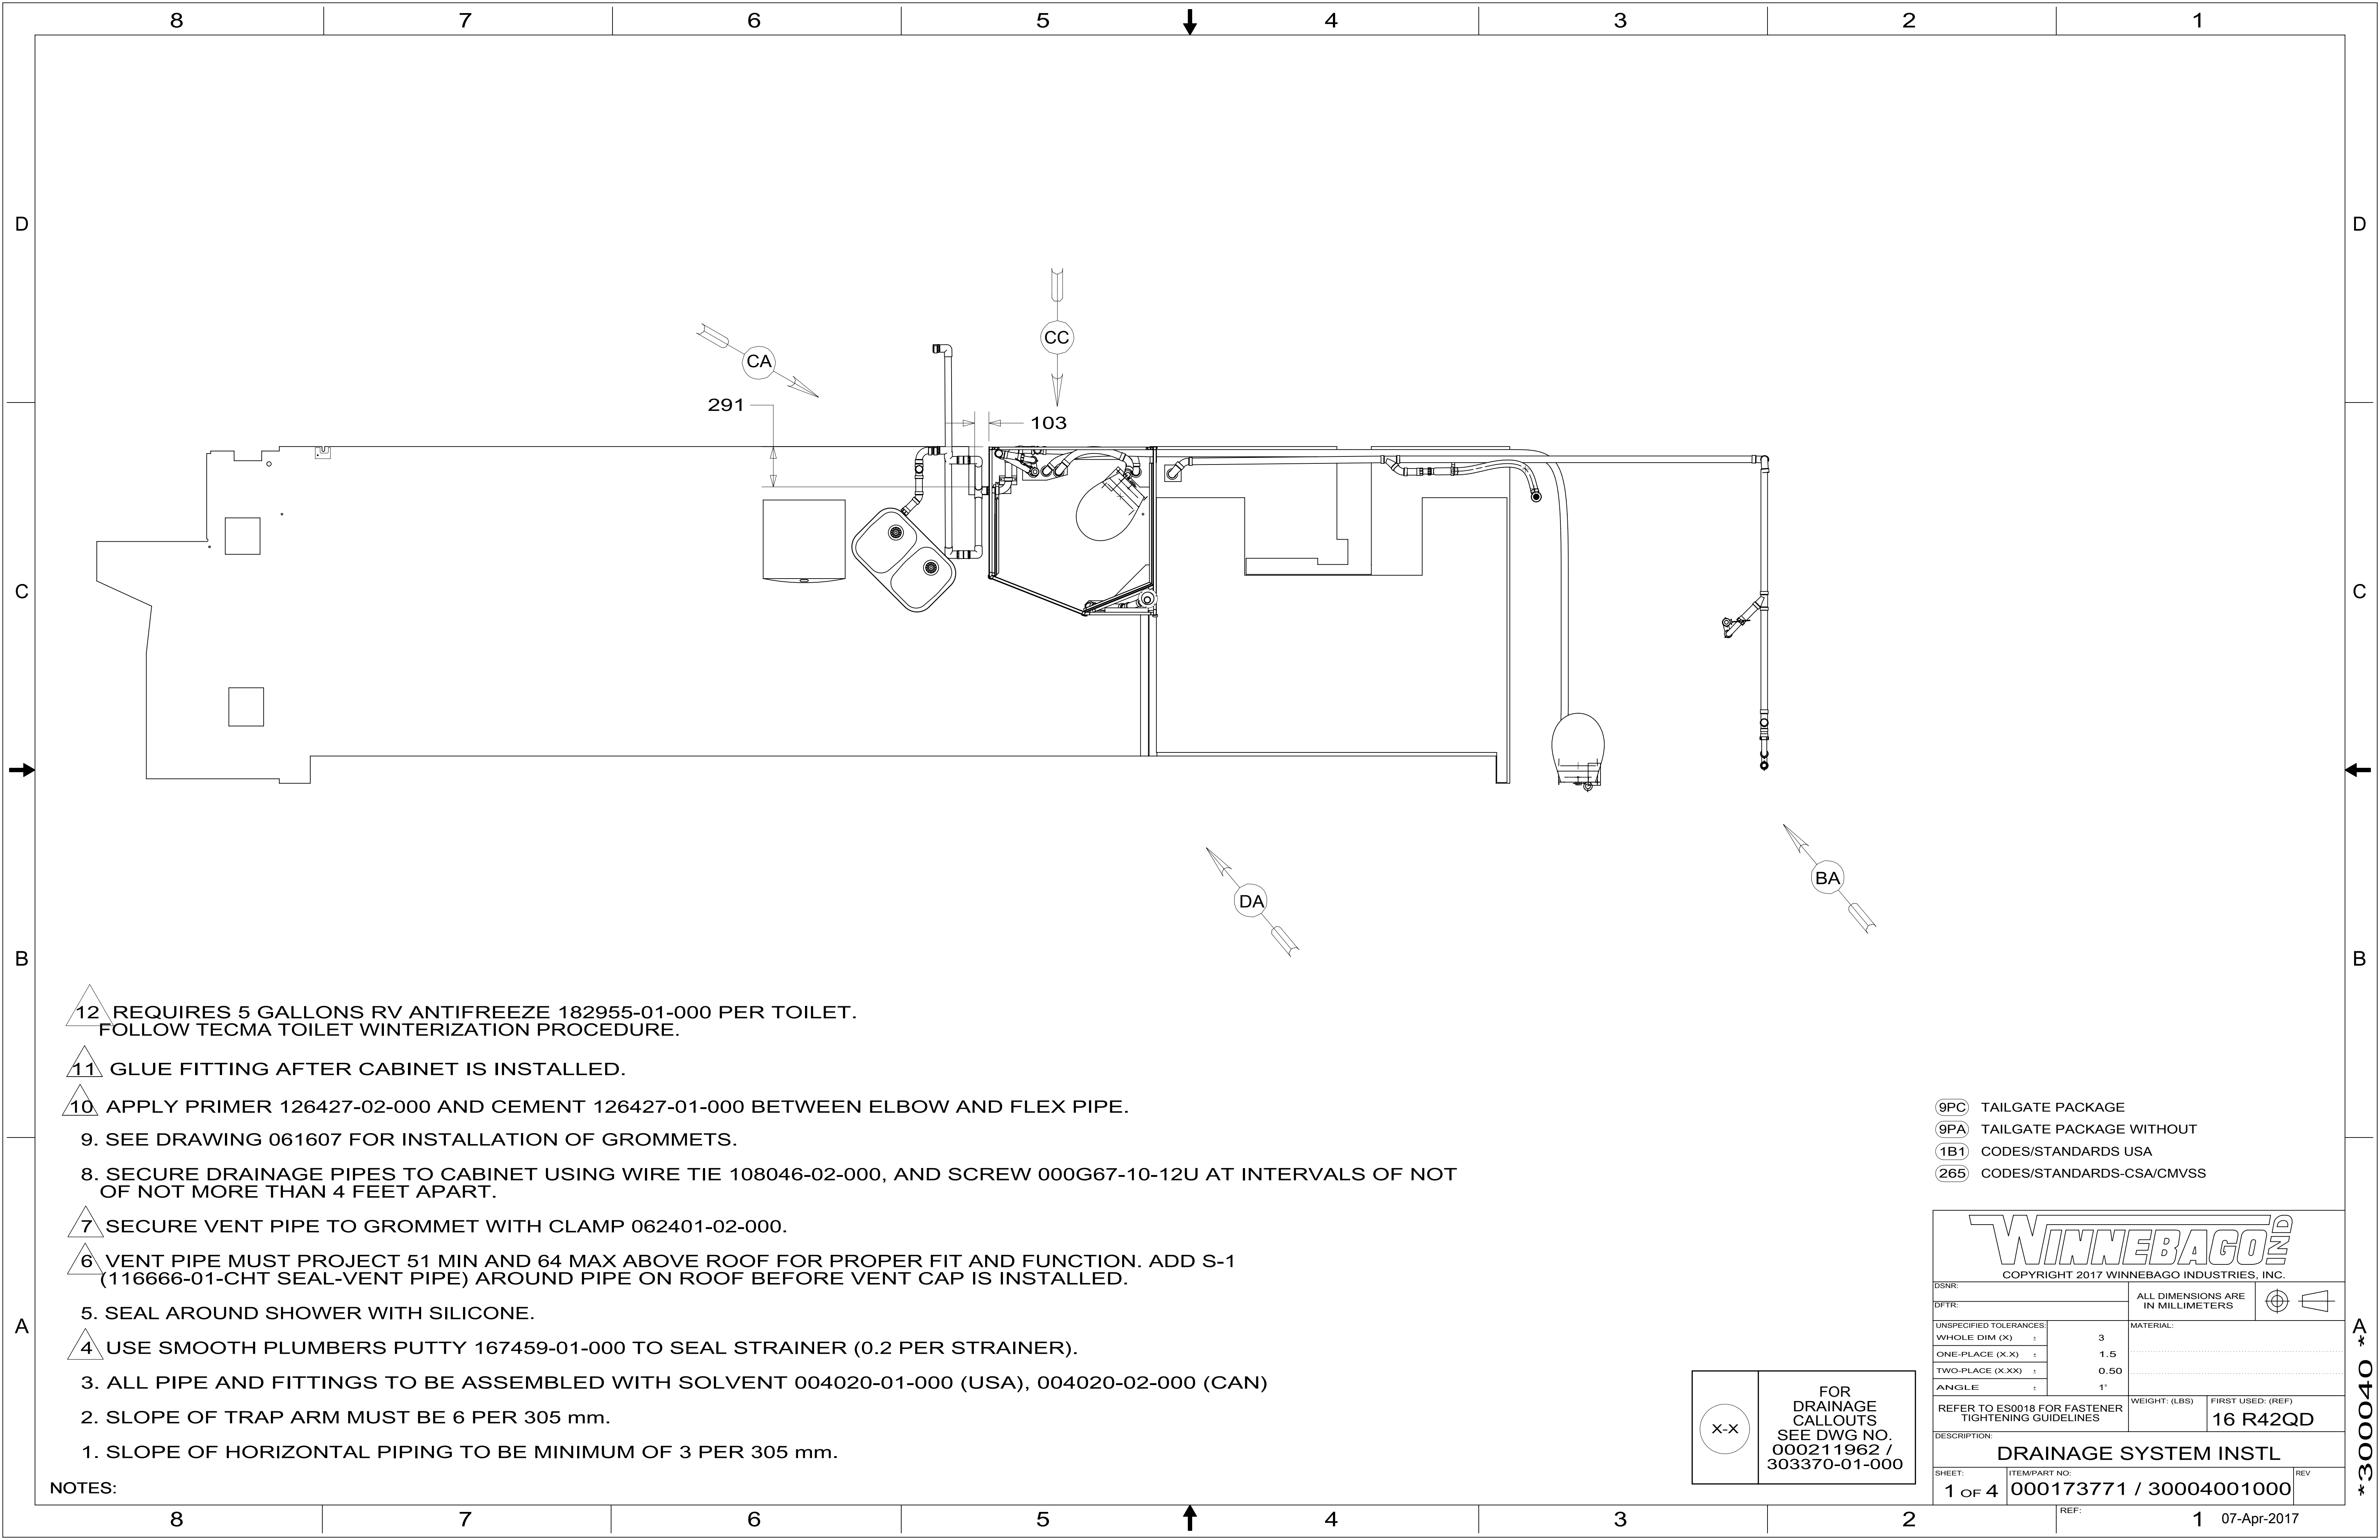 8 7 6 5 4 3 2 1
D D
CC
CA
291
103
C C
BA
DA
B B
12 REQUIRES 5 GALLONS RV ANTIFREEZE 182955-01-000 PER TOILET.
FOLLOW TECMA TOILET WINTERIZATION PROCEDURE.
11 GLUE FITTING AFTER CABINET IS INSTALLED.
10 APPLY PRIMER 126427-02-000 AND CEMENT 126427-01-000 BETWEEN ELBOW AND FLEX PIPE.
9. SEE DRAWING 061607 FOR INSTALLATION OF GROMMETS.
8. SECURE DRAINAGE PIPES TO CABINET USING WIRE TIE 108046-02-000, AND SCREW 000G67-10-12U AT INTERVALS OF NOT
OF NOT MORE THAN 4 FEET APART.
7 SECURE VENT PIPE TO GROMMET WITH CLAMP 062401-02-000.
6 VENT PIPE MUST PROJECT 51 MIN AND 64 MAX ABOVE ROOF FOR PROPER FIT AND FUNCTION. ADD S-1
(116666-01-CHT SEAL-VENT PIPE) AROUND PIPE ON ROOF BEFORE VENT CAP IS INSTALLED.
5. SEAL AROUND SHOWER WITH SILICONE.
4 USE SMOOTH PLUMBERS PUTTY 167459-01-000 TO SEAL STRAINER (0.2 PER STRAINER).
3. ALL PIPE AND FITTINGS TO BE ASSEMBLED WITH SOLVENT 004020-01-000 (USA), 004020-02-000 (CAN)
2. SLOPE OF TRAP ARM MUST BE 6 PER 305 mm.
1. SLOPE OF HORIZONTAL PIPING TO BE MINIMUM OF 3 PER 305 mm.
NOTES:
9PC TAILGATE PACKAGE
9PA TAILGATE PACKAGE WITHOUT
1B1 CODES/STANDARDS USA
265 CODES/STANDARDS-CSA/CMVSS
X-X
FOR
DRAINAGE
CALLOUTS
SEE DWG NO.
000211962 /
303370-01-000
WINNEBAGO IND
COPYRIGHT 2017 WINNEBAGO INDUSTRIES, INC.
DSNR:
DFTR:
ALL DIMENSIONS ARE
IN MILLIMETERS
UNSPECIFIED TOLERANCES:
WHOLE DIM (X) ± 3
ONE-PLACE (X.X) ± 1.5
TWO-PLACE (X.XX) ± 0.50
ANGLE ± 1°
MATERIAL:
REFER TO ES0018 FOR FASTENER
TIGHTENING GUIDELINES
WEIGHT: (LBS)
FIRST USED: (REF)
16 R42QD
DESCRIPTION:
DRAINAGE SYSTEM INSTL
SHEET:
1 OF 4
ITEM/PART NO:
000173771 / 30004001000
REV
A A
*300040*
8 7 6 5 4 3 2 1
REF:
07-Apr-2017